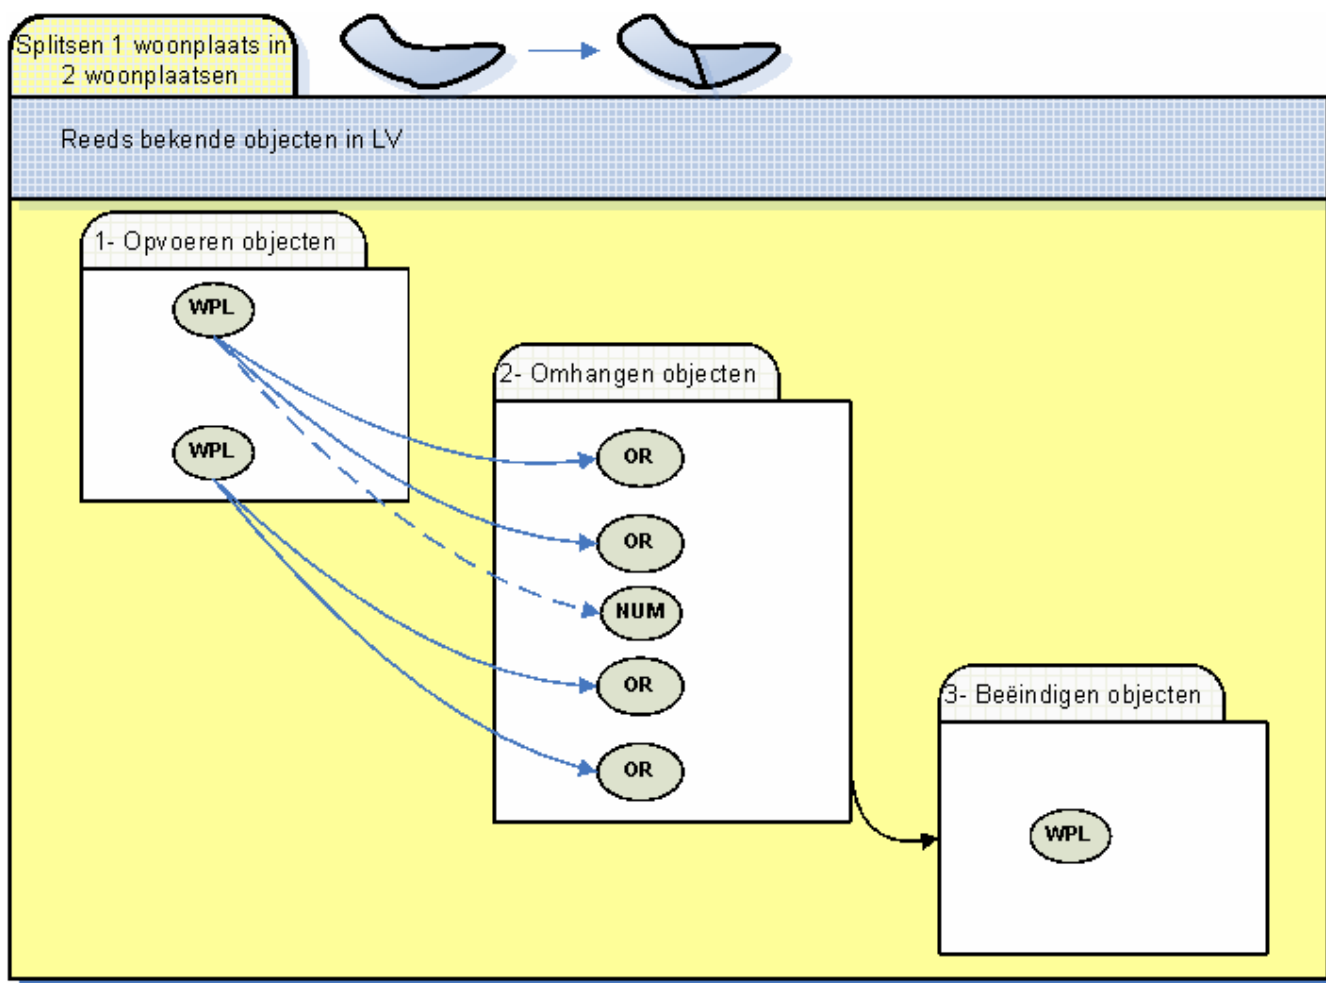 Splitsen 1 woonplaats in
2 woonplaatsen
Reeds bekende objecten in LV
1- Opvoeren objecten
WPL
WPL
2- Omhangen objecten
OR
OR
NUM
OR
OR
3- Beëindigen objecten
WPL